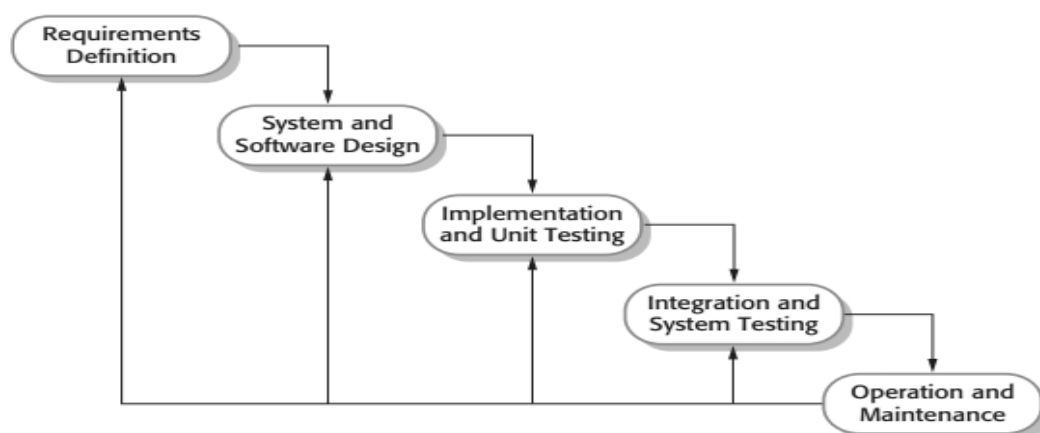 Requirements
Definition
System and
Software Design
Implementation
and Unit Testing
Integration and
System Testing
Operation and
Maintenance